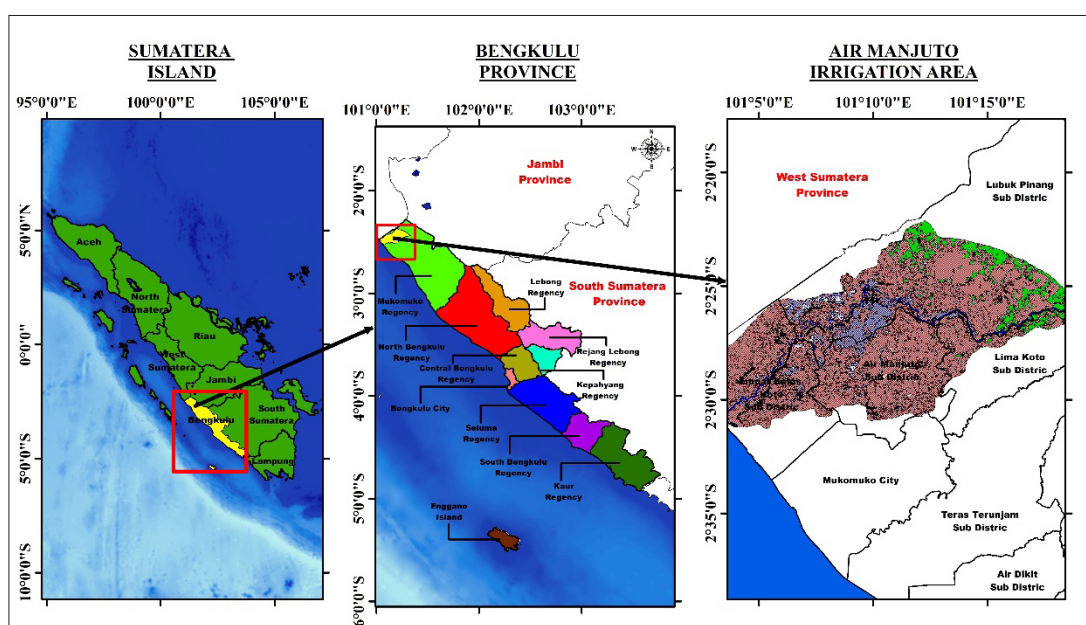 SUMATERA
ISLAND
95°0'0"E
100°0'0"E
105°0'0"E
5°0'0"N
0°0'0"
5°0'0"S
10°0'0"S
Aceh
North
Sumatera
Riau
West
Sumatera
Jambi
Bengkulu
South
Sumatera
Lampung
BENGKULU
PROVINCE
101°0'0"E
102°0'0"E
103°0'0"E
2°0'0"S
3°0'0"S
4°0'0"S
5°0'0"S
6°0'0"S
N
W
E
S
Jambi
Province
Lebong
Regency
South Sumatera
Province
Mukomuko
Regency
North Bengkulu
Regency
Rejang Lebong
Regency
Central Bengkulu
Regency
Kepahyang
Regency
Bengkulu City
Seluma
Regency
South Bengkulu
Regency
Kaur
Regency
Enggano
Island
AIR MANJUTO
IRRIGATION AREA
101°5'0"E
101°10'0"E
101°15'0"E
2°20'0"S
2°25'0"S
2°30'0"S
2°35'0"S
West Sumatera
Province
Lubuk Pinang
Sub Distric
Lima Koto
Sub Distric
Sub Distric
Koto
Sub Distric
Mukomuko City
Teras Terunjam
Sub Distric
Air Dikit
Sub Distric